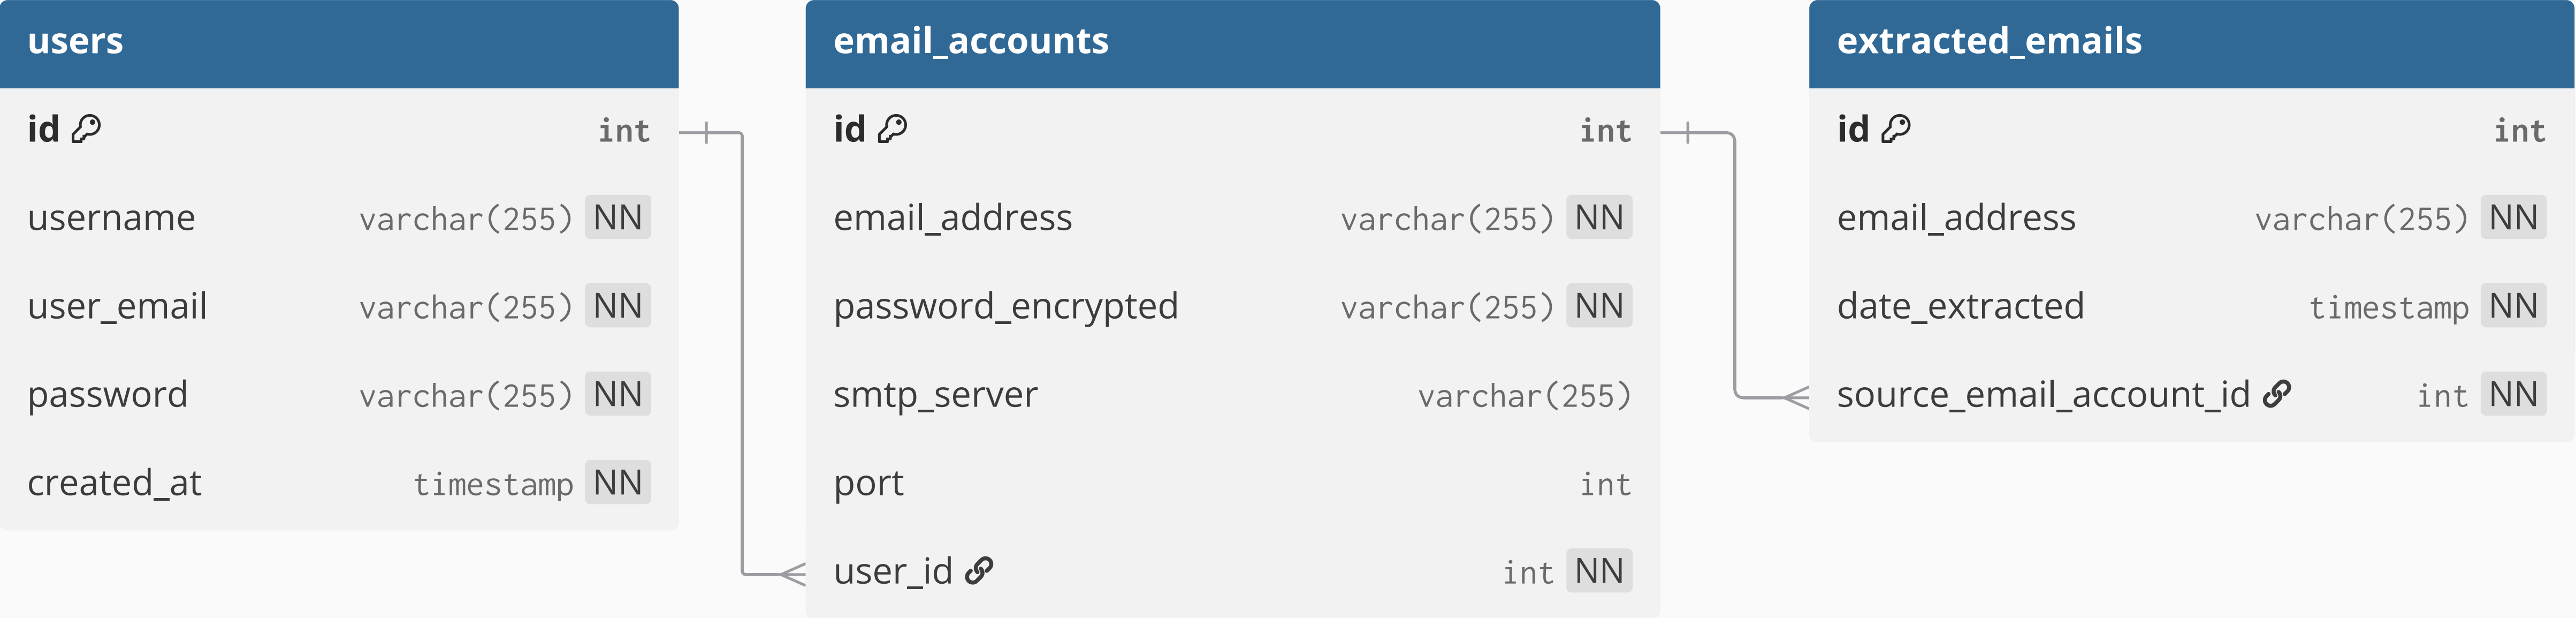 users
id int
username varchar(255) NN
user_email varchar(255) NN
password varchar(255) NN
created_at timestamp NN
email_accounts
id int
email_address varchar(255) NN
password_encrypted varchar(255) NN
smtp_server varchar(255)
port int
user_id int NN
extracted_emails
id int
email_address varchar(255) NN
date_extracted timestamp NN
source_email_account_id int NN